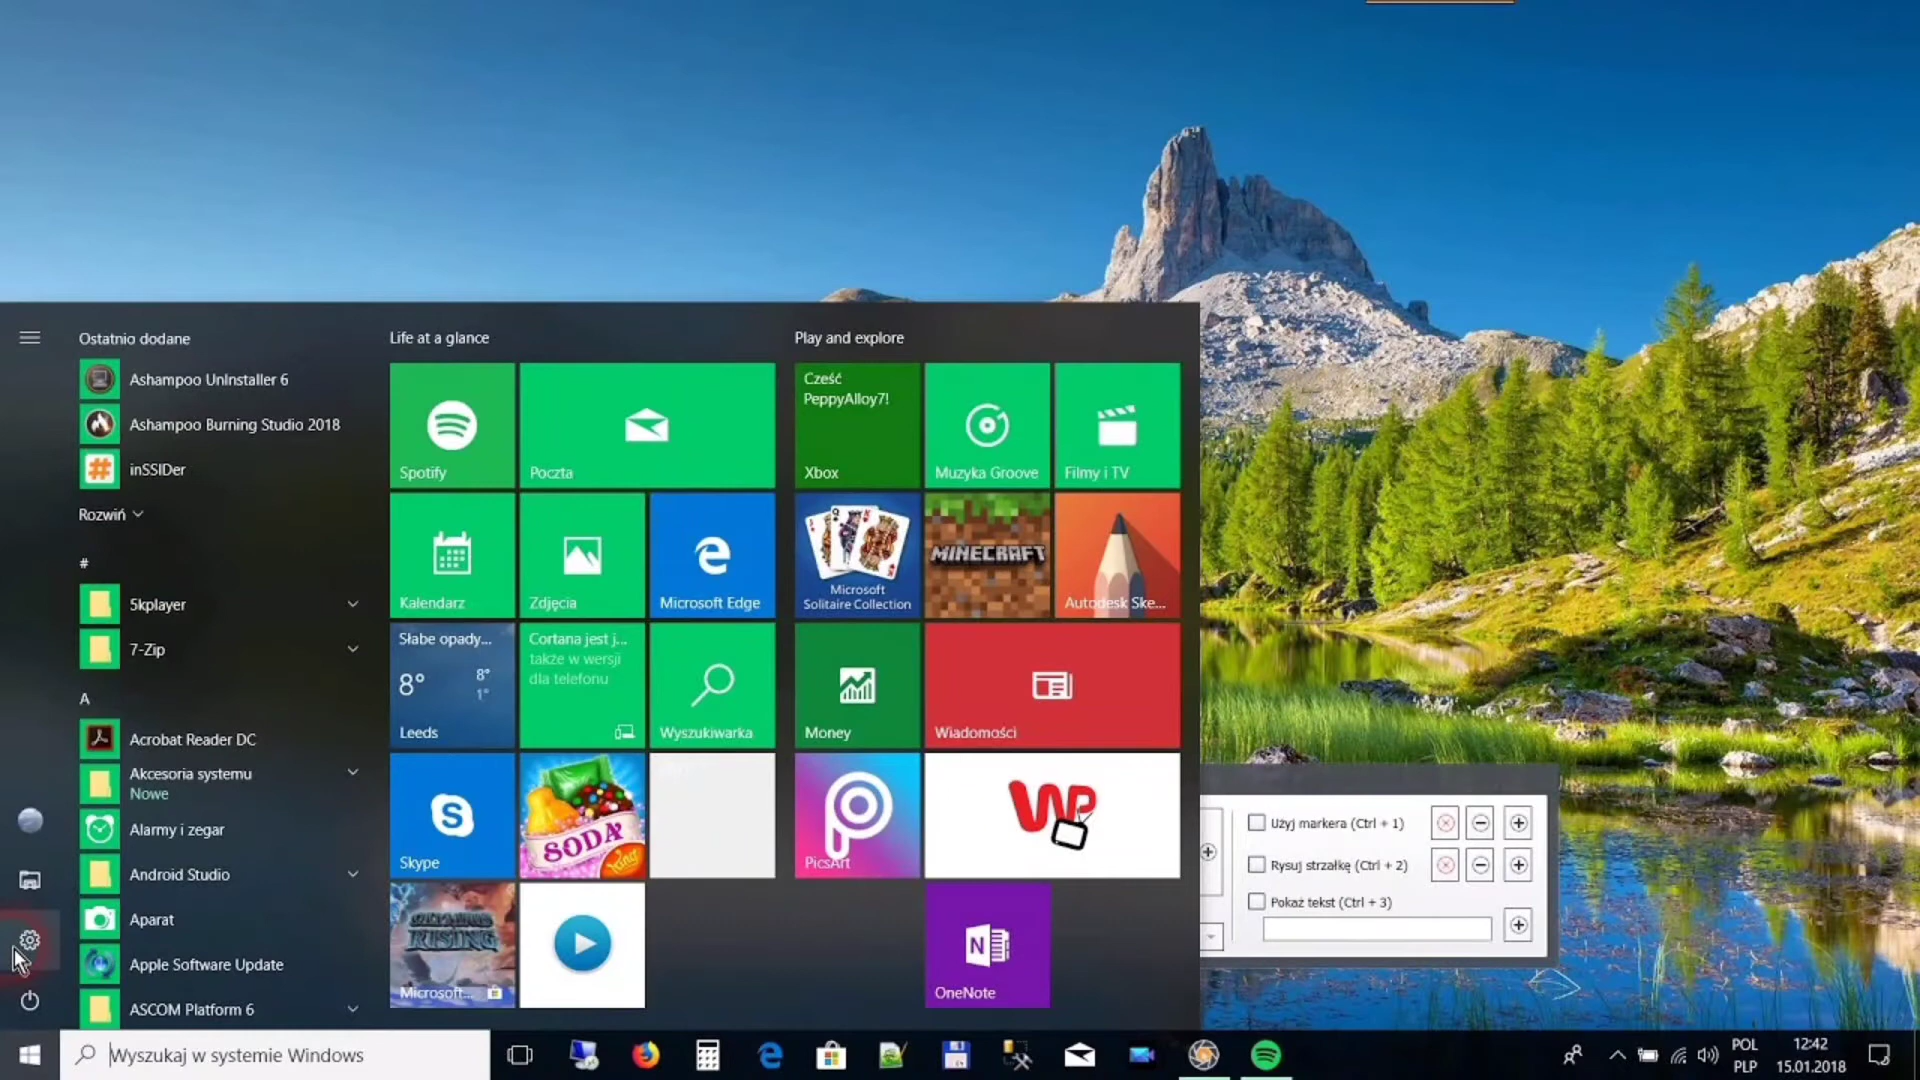 Ostatnio dodane
Ashampoo UnInstaller 6
Ashampoo Burning Studio 2018
inSSIDer
Rozwiń
#
5kplayer
7-Zip
A
Acrobat Reader DC
Akcesoria systemu
Nowe
Alarmy i zegar
Android Studio
Aparat
Apple Software Update
ASCOM Platform 6
Life at a glance
Spotify
Poczta
Kalendarz
Zdjęcia
Microsoft Edge
Słabe opady...
8°
8°
1°
Leeds
Cortana jest j...
także w wersji
dla telefonu
Wyszukiwarka
Skype
SODA
King
Microsoft...
Play and explore
Cześć
PeppyAlloy7!
Xbox
Muzyka Groove
Filmy i TV
Microsoft
Solitaire Collection
MINECRAFT
Autodesk Ske...
Money
Wiadomości
PicsArt
WP
N
OneNote
Użyj markera (Ctrl + 1)
Rysuj strzałkę (Ctrl + 2)
Pokaż tekst (Ctrl + 3)
Wyszukaj w systemie Windows
POL
PLP
12:42
15.01.2018